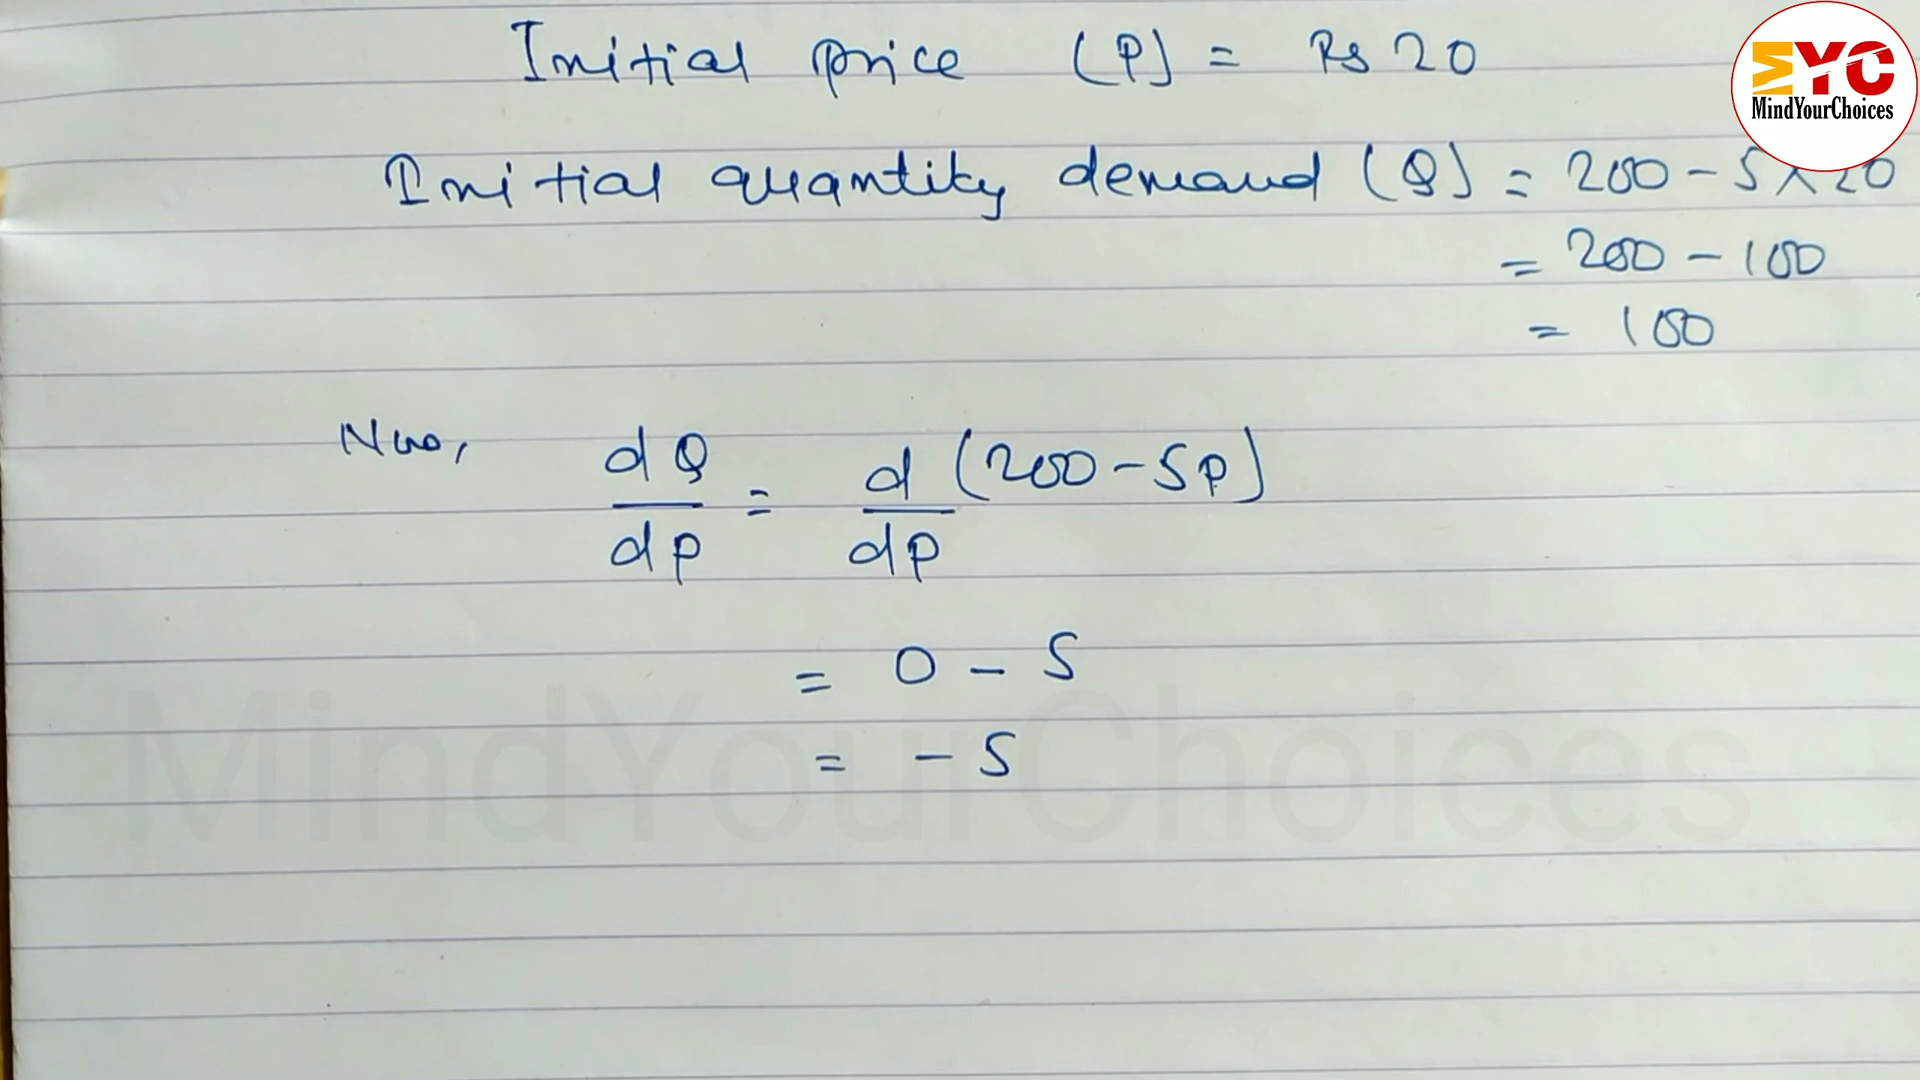 Initial price (P) = Rs 20
MYC
MindYourChoices
Initial quantity demand (Q) = 200 - 5 x 20
= 200 - 100
= 100
Now, dQ/dP = d/dP (200 - 5P)
= 0 - 5
= - 5
MindYourChoices